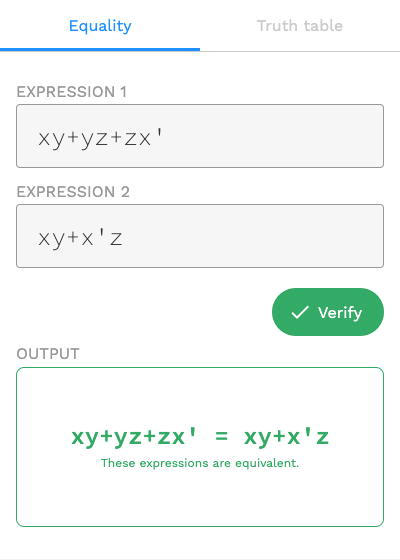 Equality Truth table
EXPRESSION 1
xy+yz+zx'
EXPRESSION 2
xy+x'z
Verify
OUTPUT
xy+yz+zx' = xy+x'z
These expressions are equivalent.